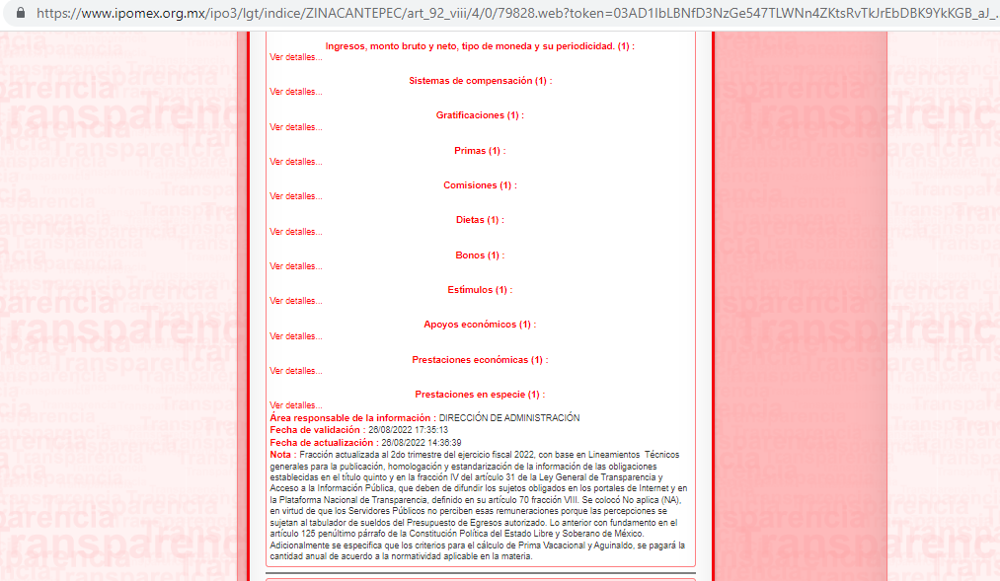 https://www.ipomex.org.mx/ipo3/lgt/indice/ZINACANTEPEC/art_92_viii/4/0/79828.web?token=03AD1IbLBNfD3NzGe547TLWNn4ZKtsRvTkJrEbDBK9YkKGB_aJ_...
Ingresos, monto bruto y neto, tipo de moneda y su periodicidad. (1) :
Ver detalles...
Sistemas de compensación (1) :
Ver detalles...
Gratificaciones (1) :
Ver detalles...
Primas (1) :
Ver detalles...
Comisiones (1) :
Ver detalles...
Dietas (1) :
Ver detalles...
Bonos (1) :
Ver detalles...
Estímulos (1) :
Ver detalles...
Apoyos económicos (1) :
Ver detalles...
Prestaciones económicas (1) :
Ver detalles...
Prestaciones en especie (1) :
Ver detalles...
Área responsable de la información : DIRECCIÓN DE ADMINISTRACIÓN
Fecha de validación : 26/08/2022 17:35:13
Fecha de actualización : 26/08/2022 14:36:39
Nota : Fracción actualizada al 2do trimestre del ejercicio fiscal 2022, con base en Lineamientos Técnicos
generales para la publicación, homologación y estandarización de la información de las obligaciones
establecidas en el título quinto y en la fracción IV del artículo 31 de la Ley General de Transparencia y
Acceso a la Información Pública, que deben de difundir los sujetos obligados en los portales de Internet y en
la Plataforma Nacional de Transparencia, definido en su artículo 70 fracción VIII. Se colocó No aplica (NA),
en virtud de que los Servidores Públicos no perciben esas remuneraciones porque las percepciones se
sujetan al tabulador de sueldos del Presupuesto de Egresos autorizado. Lo anterior con fundamento en el
artículo 125 penúltimo párrafo de la Constitución Política del Estado Libre y Soberano de México.
Adicionalmente se especifica que los criterios para el cálculo de Prima Vacacional y Aguinaldo, se pagará la
cantidad anual de acuerdo a la normatividad aplicable en la materia.